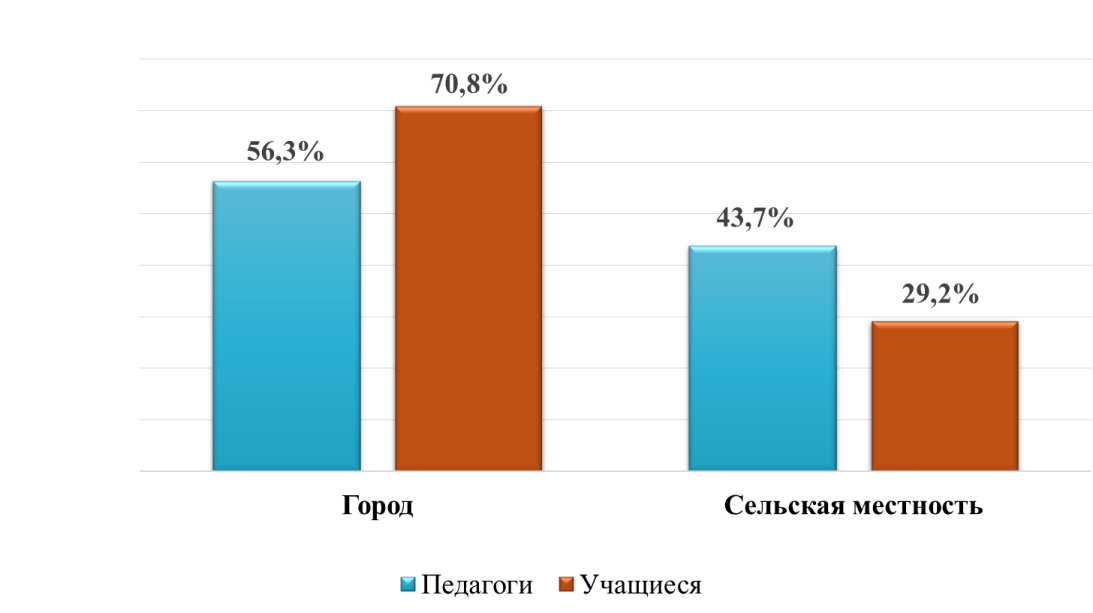 70,8%
56,3%
43,7%
29,2%
Город
Сельская местность
Педагоги
Учащиеся